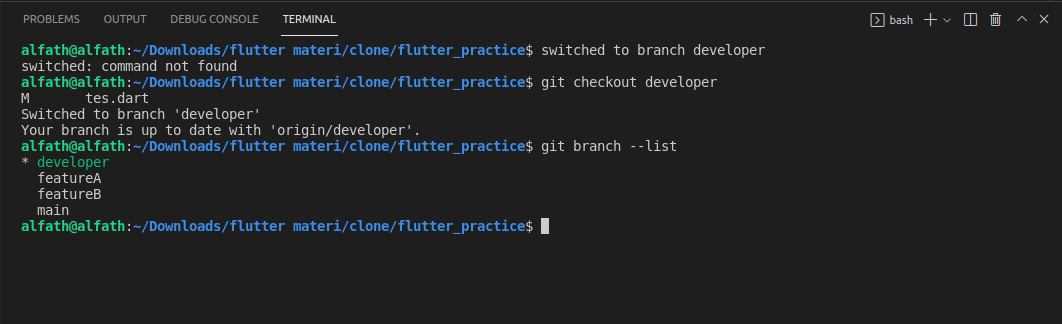 PROBLEMS OUTPUT DEBUG CONSOLE TERMINAL bash
alfath@alfath:~/Downloads/flutter materi/clone/flutter_practice$ switched to branch developer
switched: command not found
alfath@alfath:~/Downloads/flutter materi/clone/flutter_practice$ git checkout developer
M       tes.dart
Switched to branch 'developer'
Your branch is up to date with 'origin/developer'.
alfath@alfath:~/Downloads/flutter materi/clone/flutter_practice$ git branch --list
* developer
  featureA
  featureB
  main
alfath@alfath:~/Downloads/flutter materi/clone/flutter_practice$